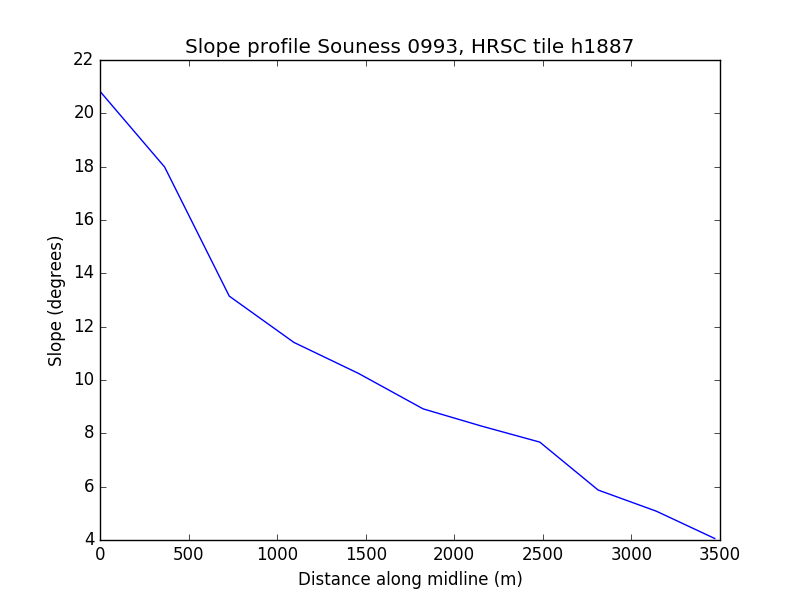 Slope profile Souness 0993, HRSC tile h1887
22
20
18
16
14
12
10
8
6
4
Slope (degrees)
0 500 1000 1500 2000 2500 3000 3500
Distance along midline (m)